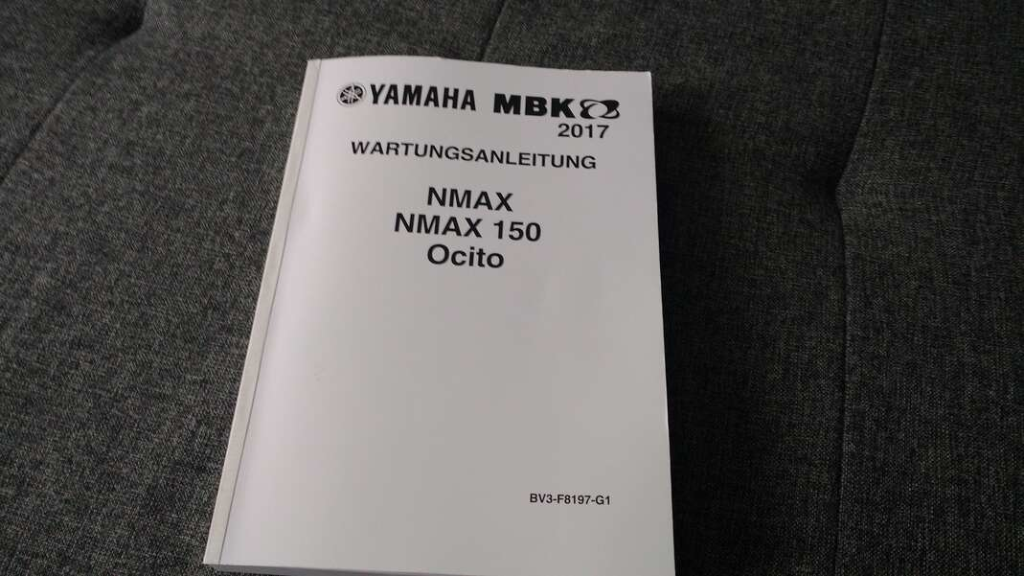 YAMAHA MBK
2017
WARTUNGSANLEITUNG
NMAX
NMAX 150
Ocito
BV3-F8197-G1